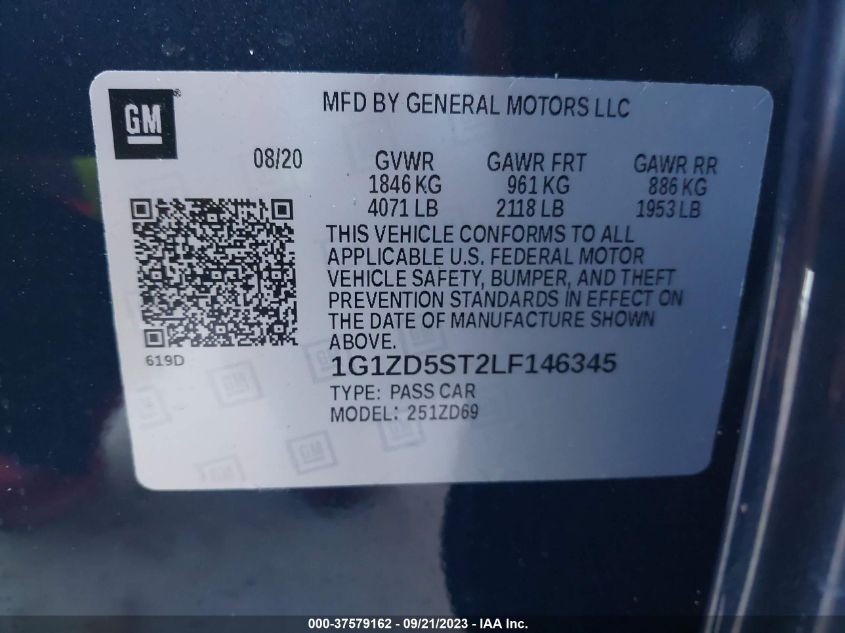 GM®
MFD BY GENERAL MOTORS LLC
08/20 GVWR GAWR FRT GAWR RR
1846 KG 961 KG 886 KG
4071 LB 2118 LB 1953 LB
THIS VEHICLE CONFORMS TO ALL
APPLICABLE U.S. FEDERAL MOTOR
VEHICLE SAFETY, BUMPER, AND THEFT
PREVENTION STANDARDS IN EFFECT ON
THE DATE OF MANUFACTURE SHOWN
ABOVE.
619D
1G1ZD5ST2LF146345
TYPE: PASS CAR
MODEL: 251ZD69
000-37579162 - 09/21/2023 - IAA Inc.